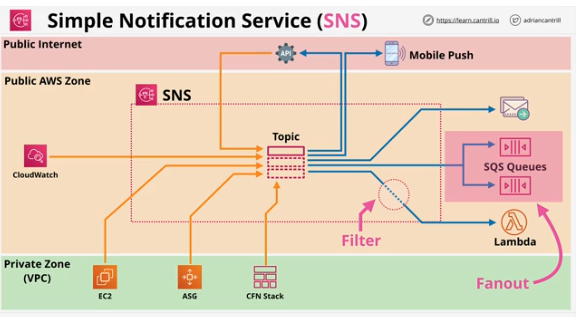 Simple Notification Service (SNS)
https://learn.cantrill.io
adriancantrill
Public Internet
API
Mobile Push
Public AWS Zone
SNS
Topic
CloudWatch
SQS Queues
Filter
Lambda
Fanout
Private Zone
(VPC)
EC2
ASG
CFN Stack